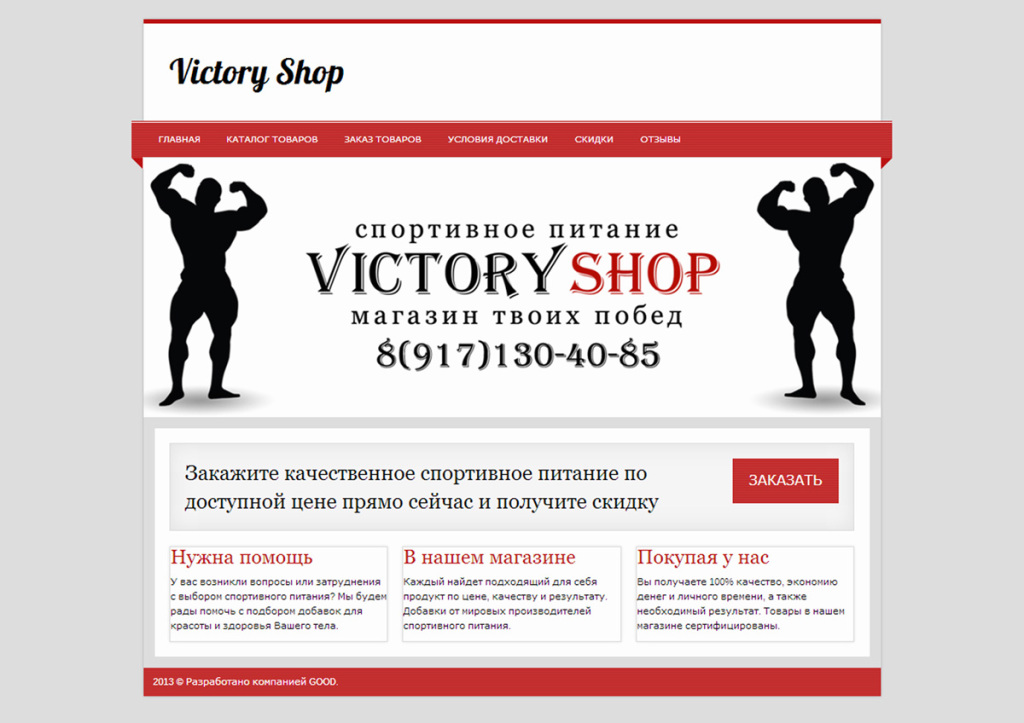 Victory Shop
ГЛАВНАЯ КАТАЛОГ ТОВАРОВ ЗАКАЗ ТОВАРОВ УСЛОВИЯ ДОСТАВКИ СКИДКИ ОТЗЫВЫ
спортивное питание
VICTORY SHOP
магазин твоих побед
8(917)130-40-85
Закажите качественное спортивное питание по
доступной цене прямо сейчас и получите скидку
ЗАКАЗАТЬ
Нужна помощь
У вас возникли вопросы или затруднения
с выбором спортивного питания? Мы будем
рады помочь с подбором добавок для
красоты и здоровья Вашего тела.
В нашем магазине
Каждый найдет подходящий для себя
продукт по цене, качеству и результату.
Добавки от мировых производителей
спортивного питания.
Покупая у нас
Вы получаете 100% качество, экономию
денег и личного времени, а также
необходимый результат. Товары в нашем
магазине сертифицированы.
2013 © Разработано компанией GOOD.